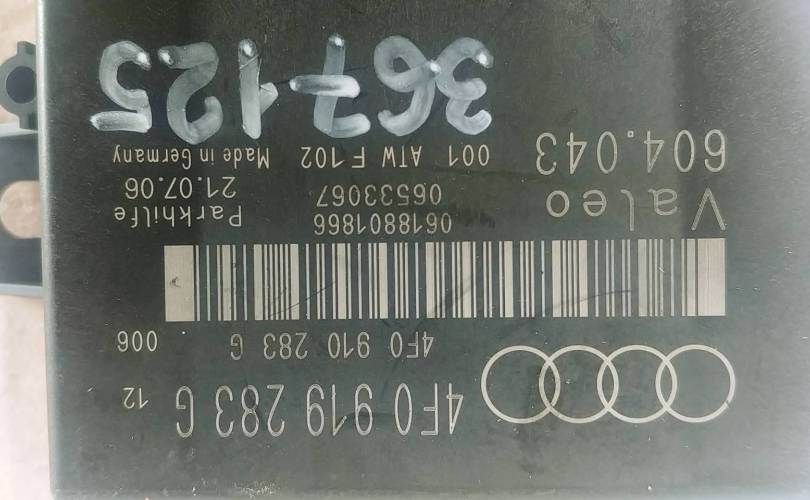 4F0 919 283 G 12
4F0 910 283 G 006
Valeo 0618801866 Parkhilfe
06533067 21.07.06
604.043 001 ATW F 102 Made in Germany
367125